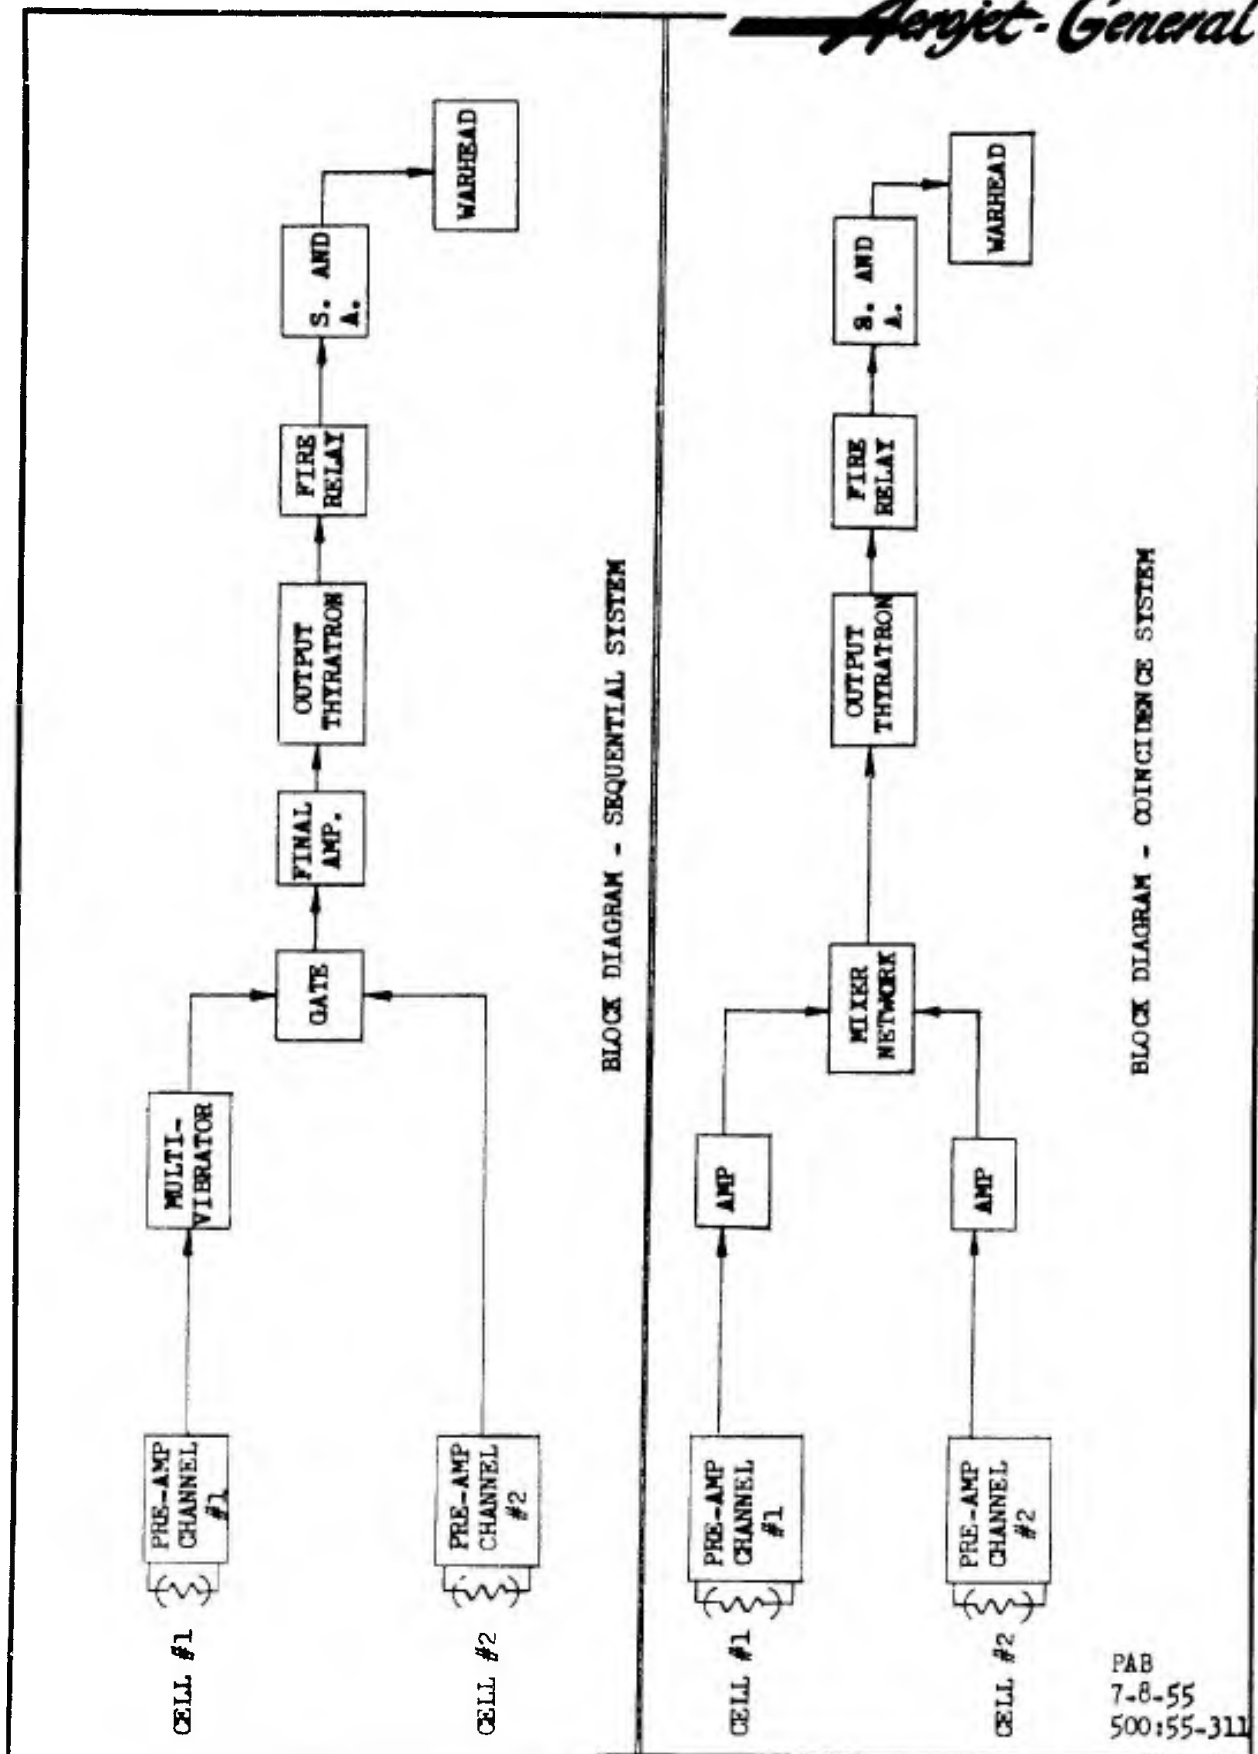 Aerojet-General
CELL #1
PRE-AMP
CHANNEL
#1
MULTI-
VIBRATOR
CELL #2
PRE-AMP
CHANNEL
#2
GATE
FINAL
AMP.
OUTPUT
THYRATRON
FIRE
RELAY
S. AND
A.
WARHEAD
BLOCK DIAGRAM - SEQUENTIAL SYSTEM
CELL #1
PRE-AMP
CHANNEL
#1
AMP
CELL #2
PRE-AMP
CHANNEL
#2
AMP
MIXER
NETWORK
OUTPUT
THYRATRON
FIRE
RELAY
S. AND
A.
WARHEAD
BLOCK DIAGRAM - COINCIDENCE SYSTEM
PAB
7-8-55
500:55-311